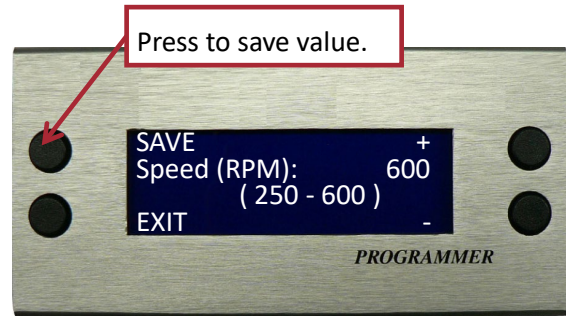 Press to save value.
SAVE +
Speed (RPM): 600
( 250 - 600 )
EXIT -
PROGRAMMER